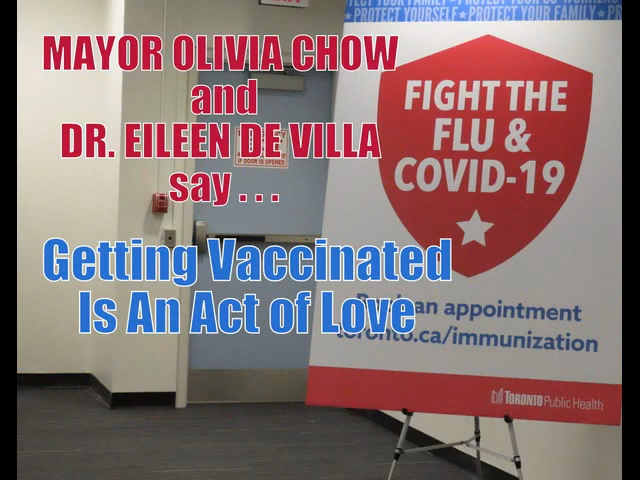 MAYOR OLIVIA CHOW
and
DR. EILEEN DE VILLA
say . . .
Getting Vaccinated
Is An Act of Love
PROTECT YOURSELF ★ PROTECT YOUR FAMILY ★
FIGHT THE
FLU &
COVID-19
an appointment
toronto.ca/immunization
TORONTO Public Health
IF DOOR IS OPENED